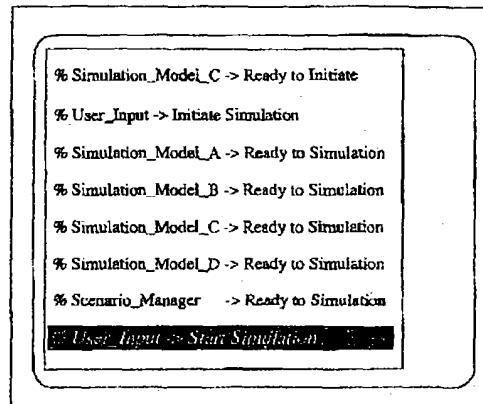 % Simulation_Model_C -> Ready to Initiate
% User_Input -> Initiate Simulation
% Simulation_Model_A -> Ready to Simulation
% Simulation_Model_B -> Ready to Simulation
% Simulation_Model_C -> Ready to Simulation
% Simulation_Model_D -> Ready to Simulation
% Scenario_Manager -> Ready to Simulation
% User_Input -> Start Simulation